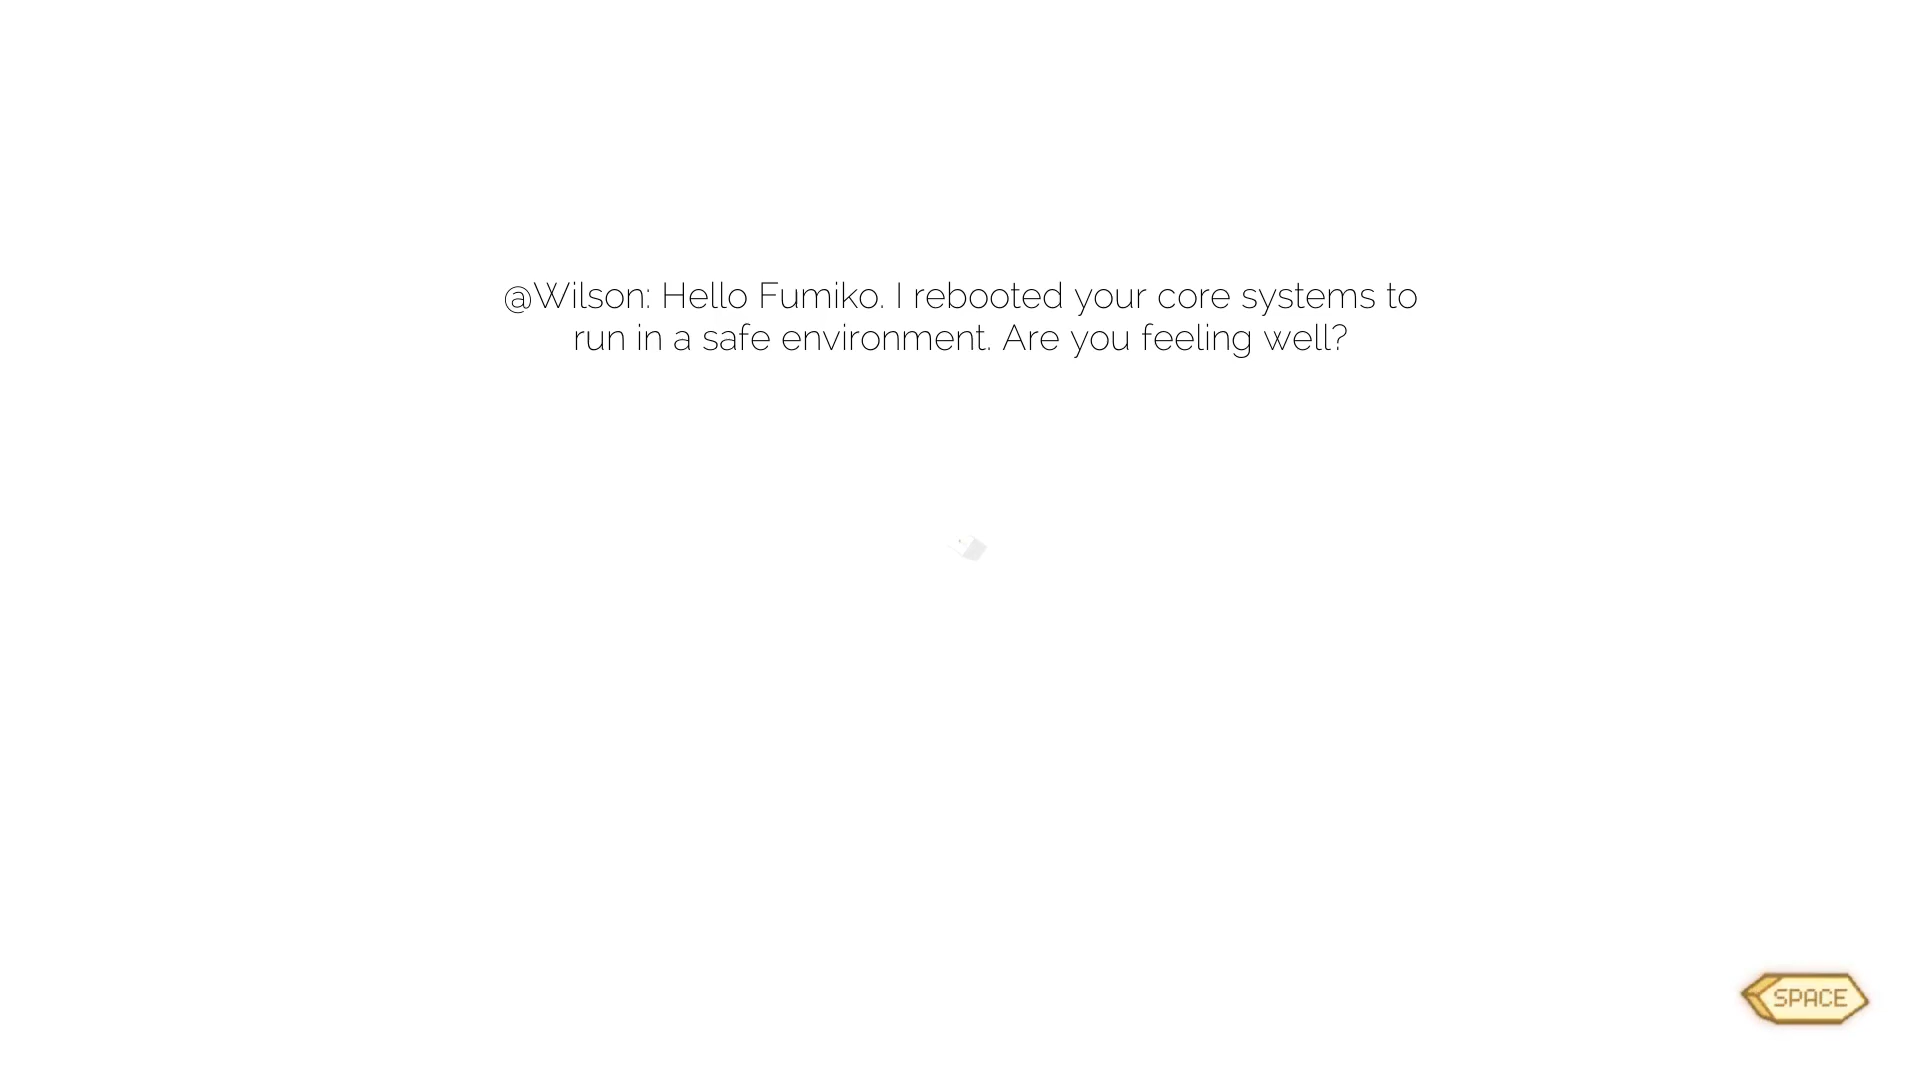 @Wilson: Hello Fumiko. I rebooted your core systems to
run in a safe environment. Are you feeling well?
SPACE